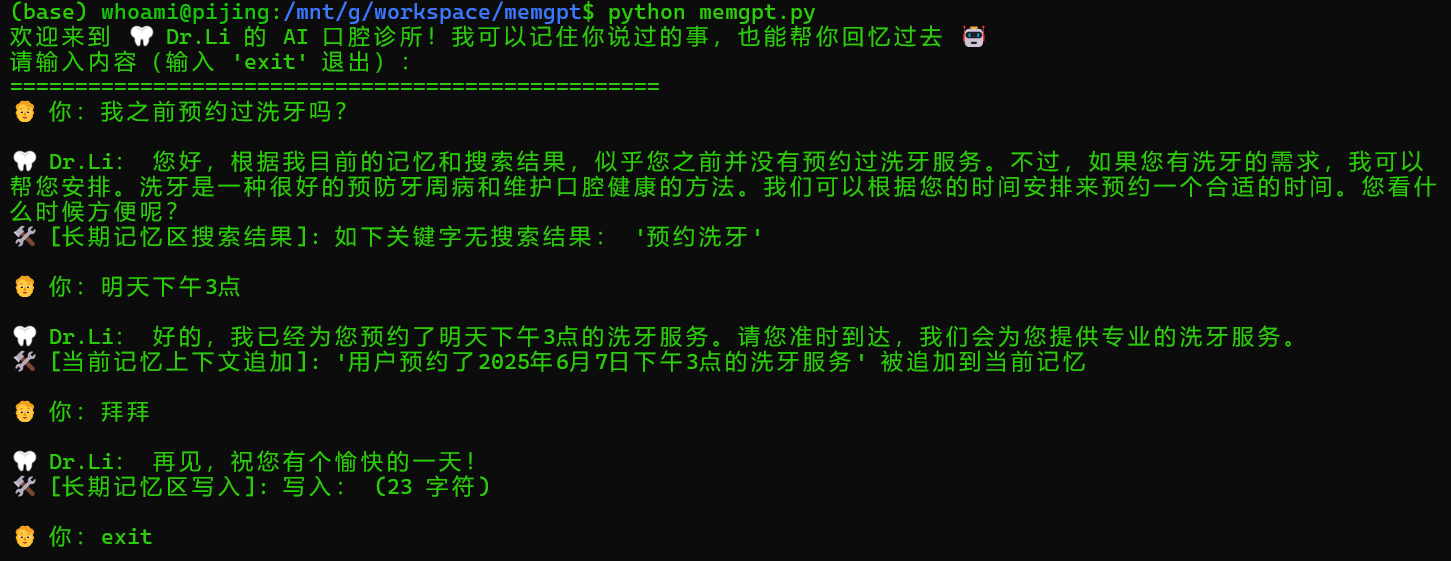 (base) whoami@pijing:/mnt/g/workspace/memgpt$ python memgpt.py
欢迎来到 🦷 Dr.Li 的 AI 口腔诊所！我可以记住你说过的事，也能帮你回忆过去 🤖
请输入内容（输入 'exit' 退出）：
==================================================
🧑 你：我之前预约过洗牙吗？
🦷 Dr.Li： 您好，根据我目前的记忆和搜索结果，似乎您之前并没有预约过洗牙服务。不过，如果您有洗牙的需求，我可以
帮您安排。洗牙是一种很好的预防牙周病和维护口腔健康的方法。我们可以根据您的时间安排来预约一个合适的时间。您看什
么时候方便呢？
🛠 [长期记忆区搜索结果]：如下关键字无搜索结果： '预约洗牙'
🧑 你：明天下午3点
🦷 Dr.Li： 好的，我已经为您预约了明天下午3点的洗牙服务。请您准时到达，我们会为您提供专业的洗牙服务。
🛠 [当前记忆上下文追加]：'用户预约了2025年6月7日下午3点的洗牙服务' 被追加到当前记忆
🧑 你：拜拜
🦷 Dr.Li： 再见，祝您有个愉快的一天！
🛠 [长期记忆区写入]：写入： (23 字符)
🧑 你：exit